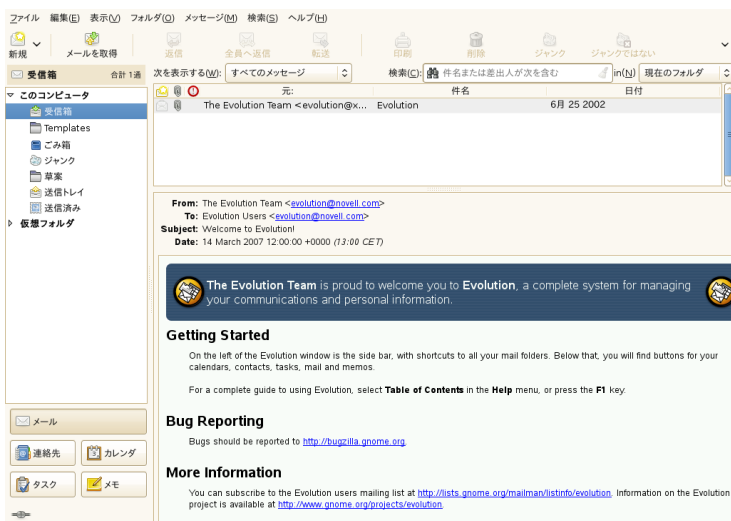 ファイル 編集(E) 表示(V) フォルダ(O) メッセージ(M) 検索(S) ヘルプ(H)
新規 メールを取得 返信 全員へ返信 転送 印刷 削除 ジャンク ジャンクではない
受信箱 合計 1通
次を表示する(W): すべてのメッセージ 検索(C): 件名または差出人が次を含む in(N) 現在のフォルダ
このコンピュータ
受信箱
Templates
ごみ箱
ジャンク
草案
送信トレイ
送信済み
仮想フォルダ
元: 件名 日付
The Evolution Team <evolution@x... Evolution 6月 25 2002
From: The Evolution Team <evolution@novell.com>
To: Evolution Users <evolution@novell.com>
Subject: Welcome to Evolution!
Date: 14 March 2007 12:00:00 +0000 (13:00 CET)
The Evolution Team is proud to welcome you to Evolution, a complete system for managing
your communications and personal information.
Getting Started
On the left of the Evolution window is the side bar, with shortcuts to all your mail folders. Below that, you will find buttons for your
calendars, contacts, tasks, mail and memos.
For a complete guide to using Evolution, select Table of Contents in the Help menu, or press the F1 key.
Bug Reporting
Bugs should be reported to http://bugzilla.gnome.org.
More Information
You can subscribe to the Evolution users mailing list at http://lists.gnome.org/mailman/listinfo/evolution. Information on the Evolution
project is available at http://www.gnome.org/projects/evolution.
メール
連絡先 カレンダ
タスク メモ